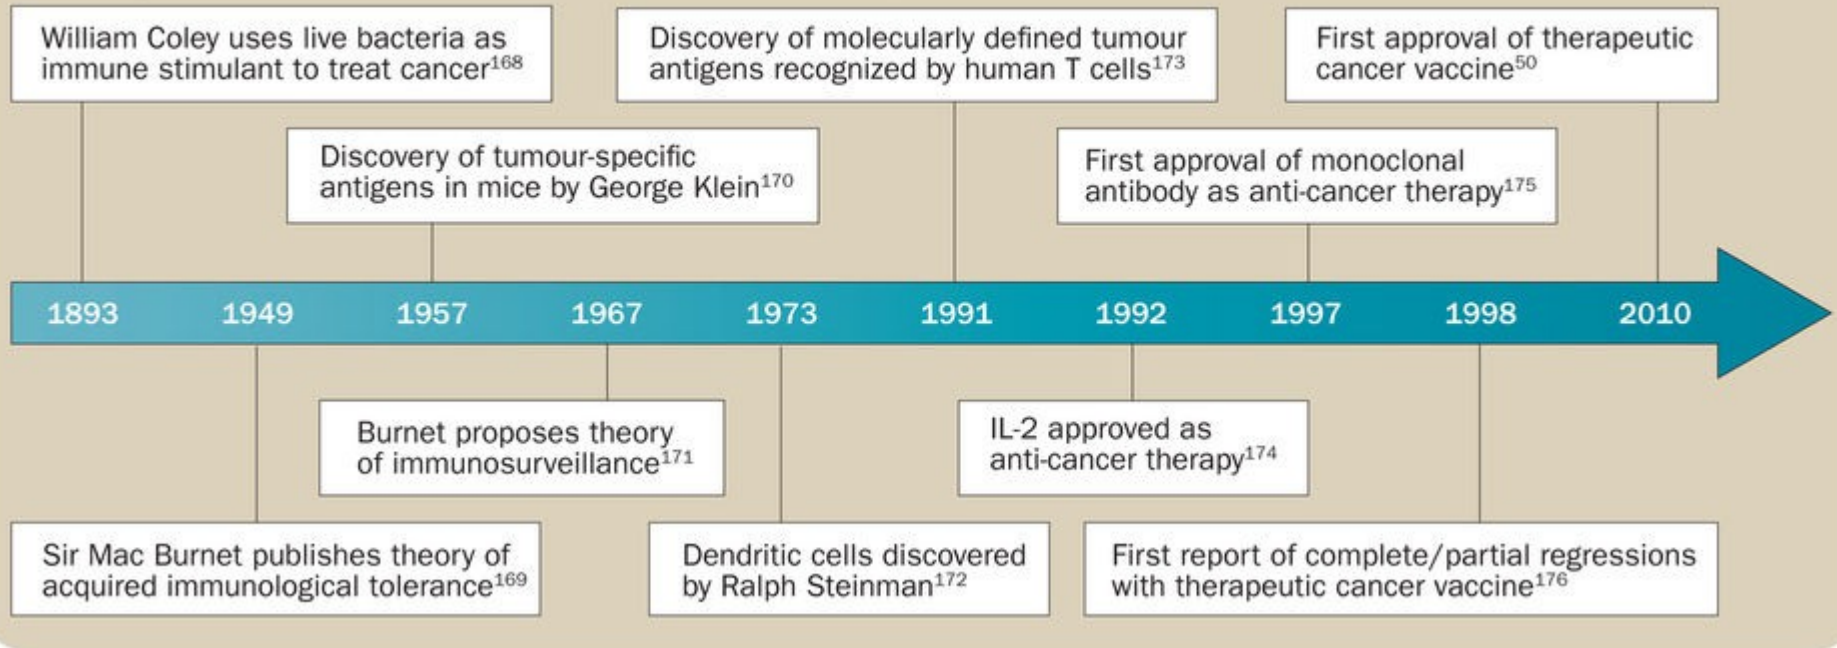 William Coley uses live bacteria as
immune stimulant to treat cancer¹⁶⁸
Discovery of molecularly defined tumour
antigens recognized by human T cells¹⁷³
First approval of therapeutic
cancer vaccine⁵⁰
Discovery of tumour-specific
antigens in mice by George Klein¹⁷⁰
First approval of monoclonal
antibody as anti-cancer therapy¹⁷⁵
1893 1949 1957 1967 1973 1991 1992 1997 1998 2010
Burnet proposes theory
of immunosurveillance¹⁷¹
IL-2 approved as
anti-cancer therapy¹⁷⁴
Sir Mac Burnet publishes theory of
acquired immunological tolerance¹⁶⁹
Dendritic cells discovered
by Ralph Steinman¹⁷²
First report of complete/partial regressions
with therapeutic cancer vaccine¹⁷⁶